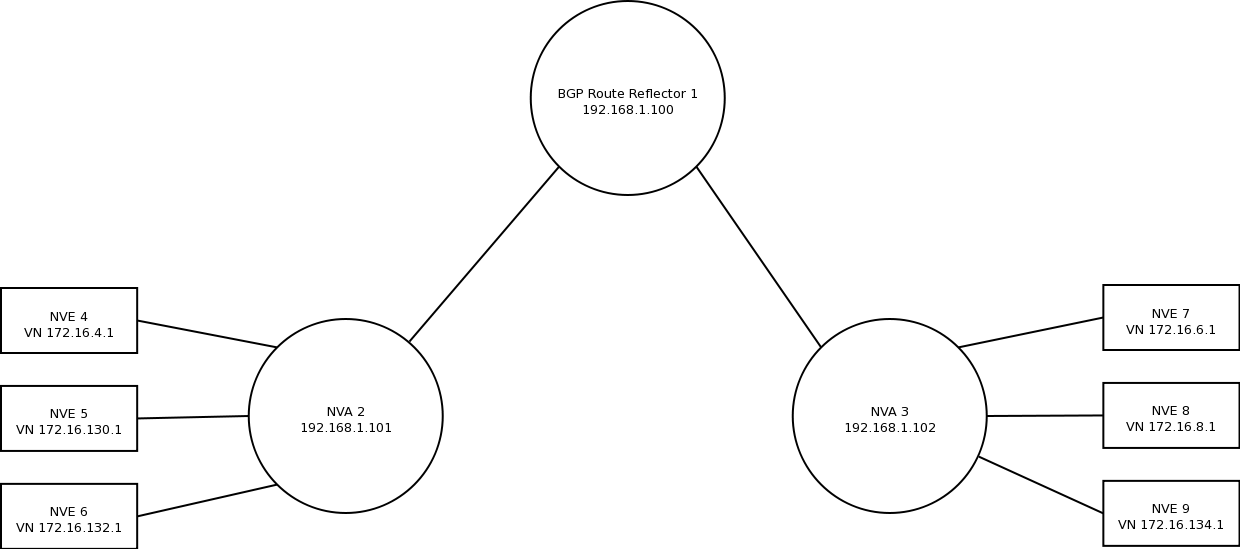 BGP Route Reflector 1
192.168.1.100
NVE 4
VN 172.16.4.1
NVE 5
VN 172.16.130.1
NVE 6
VN 172.16.132.1
NVA 2
192.168.1.101
NVA 3
192.168.1.102
NVE 7
VN 172.16.6.1
NVE 8
VN 172.16.8.1
NVE 9
VN 172.16.134.1